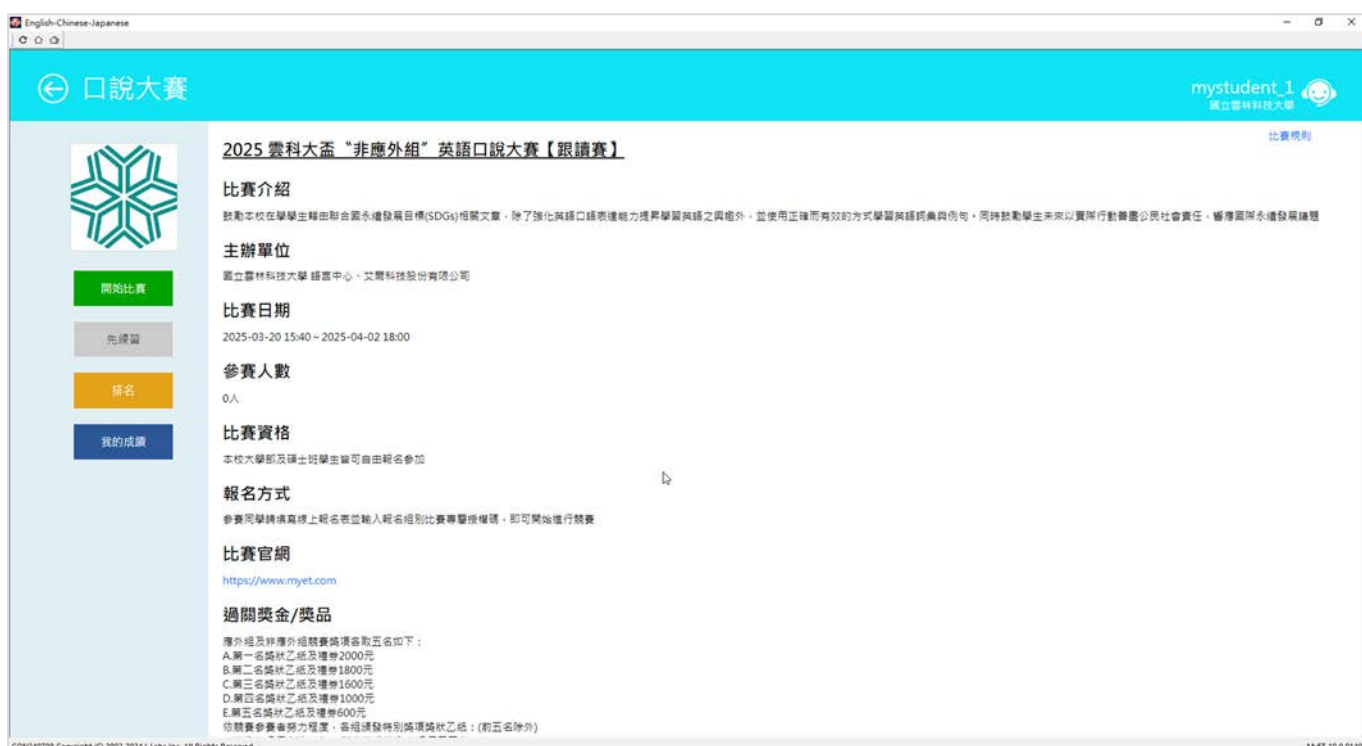 English-Chinese-Japanese
口說大賽
mystudent_1
國立雲林科技大學
比賽規則
2025 雲科大盃〝非應外組〞英語口說大賽【跟讀賽】
開始比賽
先練習
排名
我的成績
比賽介紹
鼓勵本校在學學生藉由聯合國永續發展目標(SDGs)相關文章，除了強化英語口語表達能力提昇學習英語之興趣外，並使用正確而有效的方式學習英語詞彙與例句。同時鼓勵學生未來以實際行動善盡公民社會責任，響應國際永續發展議題
主辦單位
國立雲林科技大學 語言中心、艾爾科技股份有限公司
比賽日期
2025-03-20 15:40 ~ 2025-04-02 18:00
參賽人數
0人
比賽資格
本校大學部及碩士班學生皆可自由報名參加
報名方式
參賽同學請填寫線上報名表並輸入報名組別比賽專屬授權碼，即可開始進行競賽
比賽官網
https://www.myet.com
過關獎金/獎品
應外組及非應外組競賽獎項各取五名如下：
A.第一名獎狀乙紙及禮券2000元
B.第二名獎狀乙紙及禮券1800元
C.第三名獎狀乙紙及禮券1600元
D.第四名獎狀乙紙及禮券1000元
E.第五名獎狀乙紙及禮券600元
依競賽參賽者努力程度，各組頒發特別獎項獎狀乙紙：(前五名除外)